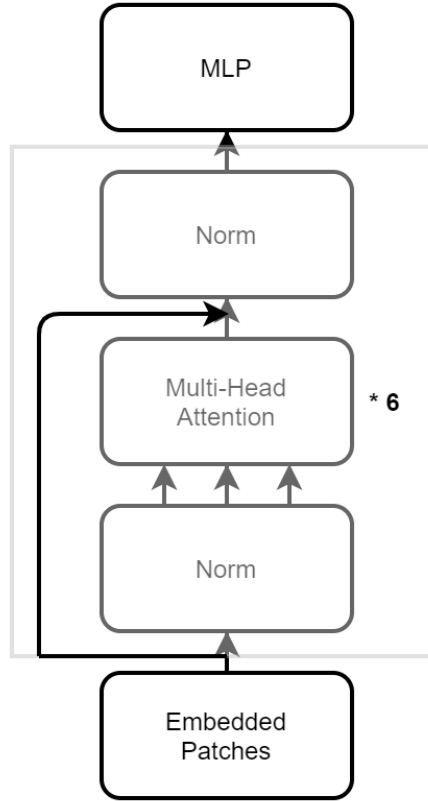 MLP
Norm
Multi-Head
Attention
* 6
Norm
Embedded
Patches